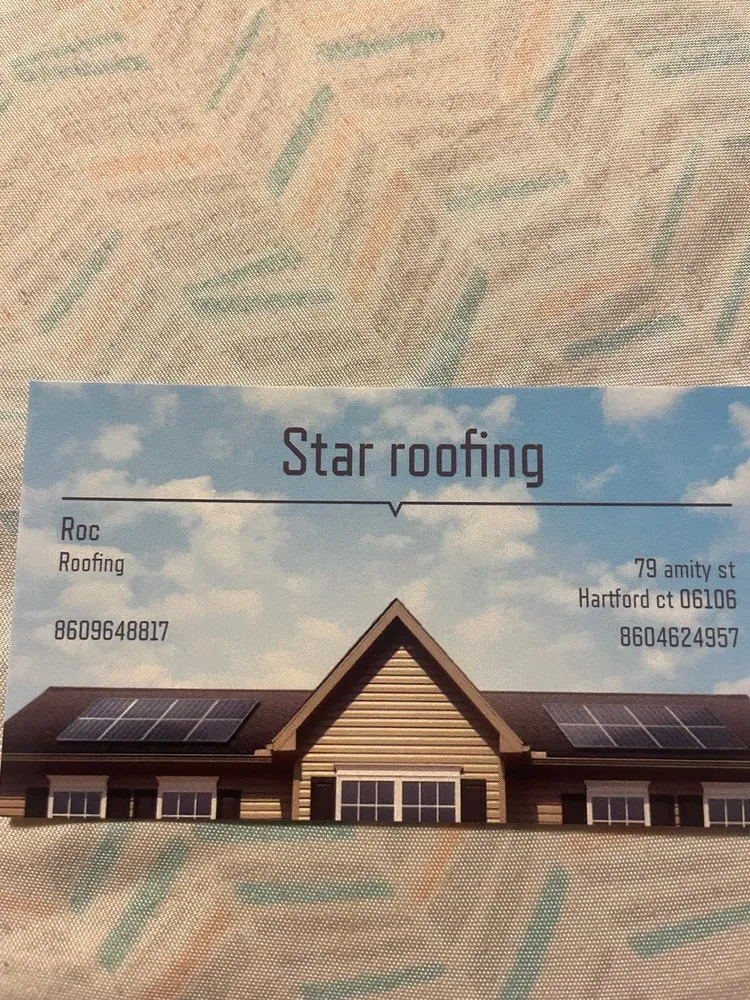 Star roofing
Roc
Roofing
8609648817
79 amity st
Hartford ct 06106
8604624957